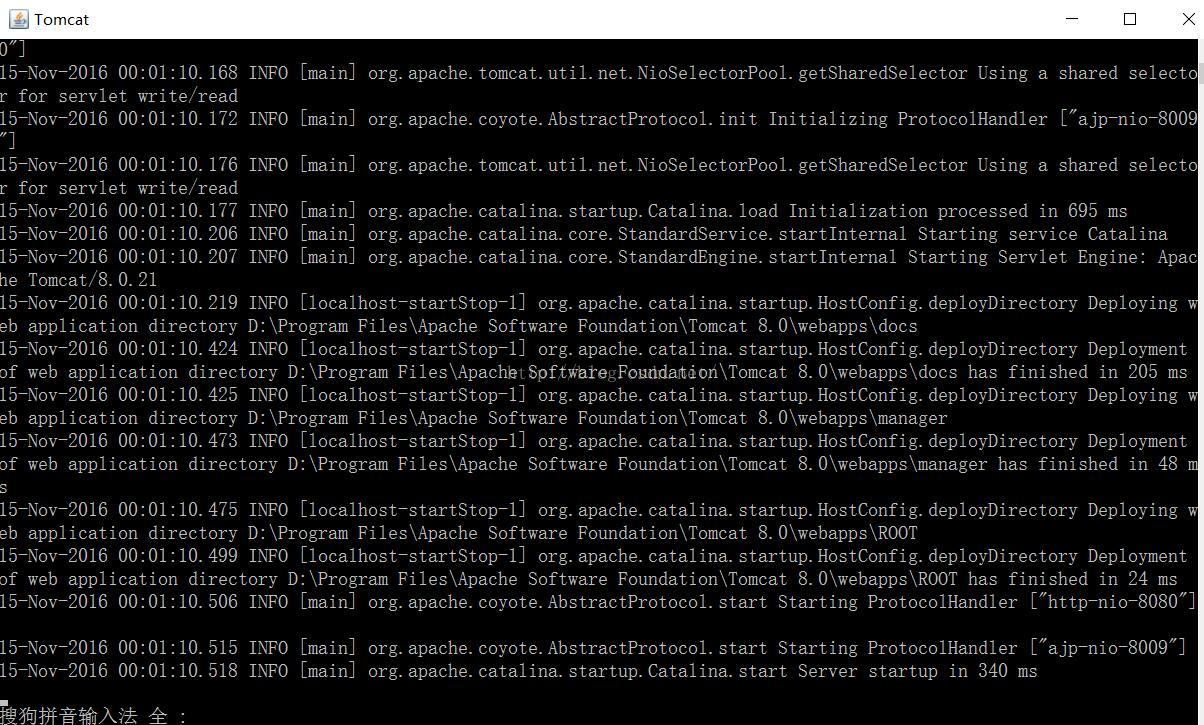 Tomcat
0"]
15-Nov-2016 00:01:10.168 INFO [main] org.apache.tomcat.util.net.NioSelectorPool.getSharedSelector Using a shared selecto
r for servlet write/read
15-Nov-2016 00:01:10.172 INFO [main] org.apache.coyote.AbstractProtocol.init Initializing ProtocolHandler ["ajp-nio-8009
"]
15-Nov-2016 00:01:10.176 INFO [main] org.apache.tomcat.util.net.NioSelectorPool.getSharedSelector Using a shared selecto
r for servlet write/read
15-Nov-2016 00:01:10.177 INFO [main] org.apache.catalina.startup.Catalina.load Initialization processed in 695 ms
15-Nov-2016 00:01:10.206 INFO [main] org.apache.catalina.core.StandardService.startInternal Starting service Catalina
15-Nov-2016 00:01:10.207 INFO [main] org.apache.catalina.core.StandardEngine.startInternal Starting Servlet Engine: Apac
he Tomcat/8.0.21
15-Nov-2016 00:01:10.219 INFO [localhost-startStop-1] org.apache.catalina.startup.HostConfig.deployDirectory Deploying w
eb application directory D:\Program Files\Apache Software Foundation\Tomcat 8.0\webapps\docs
15-Nov-2016 00:01:10.424 INFO [localhost-startStop-1] org.apache.catalina.startup.HostConfig.deployDirectory Deployment
of web application directory D:\Program Files\Apache Software Foundation\Tomcat 8.0\webapps\docs has finished in 205 ms
15-Nov-2016 00:01:10.425 INFO [localhost-startStop-1] org.apache.catalina.startup.HostConfig.deployDirectory Deploying w
eb application directory D:\Program Files\Apache Software Foundation\Tomcat 8.0\webapps\manager
15-Nov-2016 00:01:10.473 INFO [localhost-startStop-1] org.apache.catalina.startup.HostConfig.deployDirectory Deployment
of web application directory D:\Program Files\Apache Software Foundation\Tomcat 8.0\webapps\manager has finished in 48 m
s
15-Nov-2016 00:01:10.475 INFO [localhost-startStop-1] org.apache.catalina.startup.HostConfig.deployDirectory Deploying w
eb application directory D:\Program Files\Apache Software Foundation\Tomcat 8.0\webapps\ROOT
15-Nov-2016 00:01:10.499 INFO [localhost-startStop-1] org.apache.catalina.startup.HostConfig.deployDirectory Deployment
of web application directory D:\Program Files\Apache Software Foundation\Tomcat 8.0\webapps\ROOT has finished in 24 ms
15-Nov-2016 00:01:10.506 INFO [main] org.apache.coyote.AbstractProtocol.start Starting ProtocolHandler ["http-nio-8080"]
15-Nov-2016 00:01:10.515 INFO [main] org.apache.coyote.AbstractProtocol.start Starting ProtocolHandler ["ajp-nio-8009"]
15-Nov-2016 00:01:10.518 INFO [main] org.apache.catalina.startup.Catalina.start Server startup in 340 ms
搜狗拼音输入法 全 :